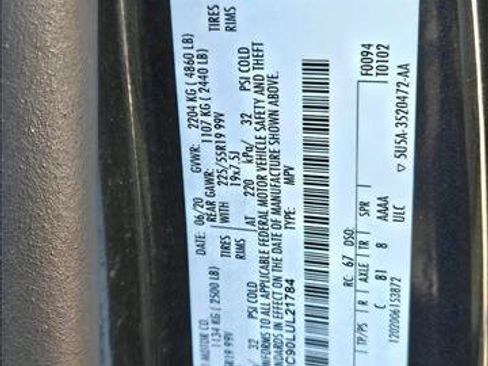 MOTOR CO.
DATE: 06/20 GVWR: 2204 KG ( 4860 LB)
1134 KG ( 2500 LB) REAR GAWR: 1107 KG ( 2440 LB)
R19 99V TIRES WITH 225/55R19 99V TIRES
RIMS 19x7.5J RIMS
32 PSI COLD AT 220 kPa/ 32 PSI COLD
TO ALL APPLICABLE FEDERAL MOTOR VEHICLE SAFETY AND THEFT
STANDARDS IN EFFECT ON THE DATE OF MANUFACTURE SHOWN ABOVE.
C90LUL21784 TYPE: MPV
F0094
RC: 67 DSO: T0102
TP/PS R AXLE TR SPR
C 81 8 AAAA
ULC ▽ 5U5A-3520472-AA
1202006153872